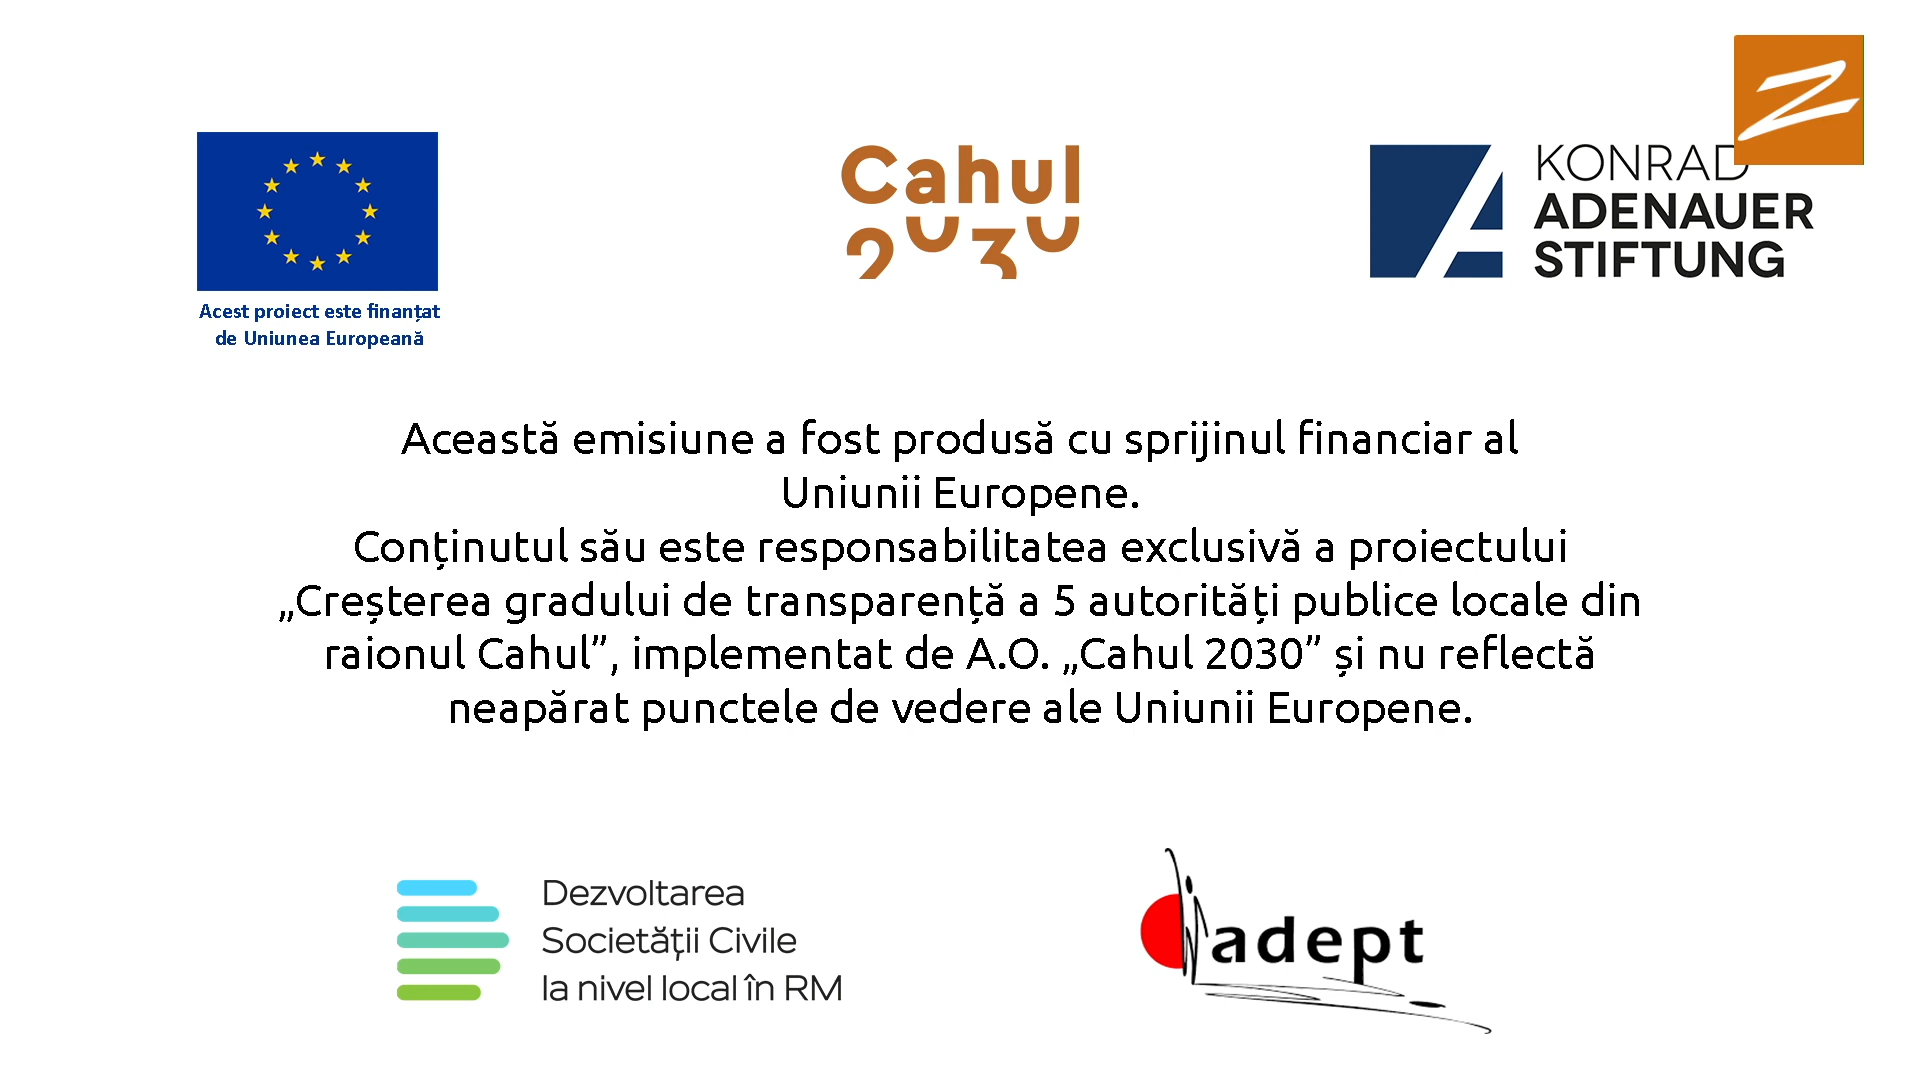 Acest proiect este finanțat
de Uniunea Europeană
Cahul
2030
KONRAD
ADENAUER
STIFTUNG
Z
Această emisiune a fost produsă cu sprijinul financiar al
Uniunii Europene.
Conținutul său este responsabilitatea exclusivă a proiectului
„Creșterea gradului de transparență a 5 autorități publice locale din
raionul Cahul”, implementat de A.O. „Cahul 2030” și nu reflectă
neapărat punctele de vedere ale Uniunii Europene.
Dezvoltarea
Societății Civile
la nivel local în RM
adept